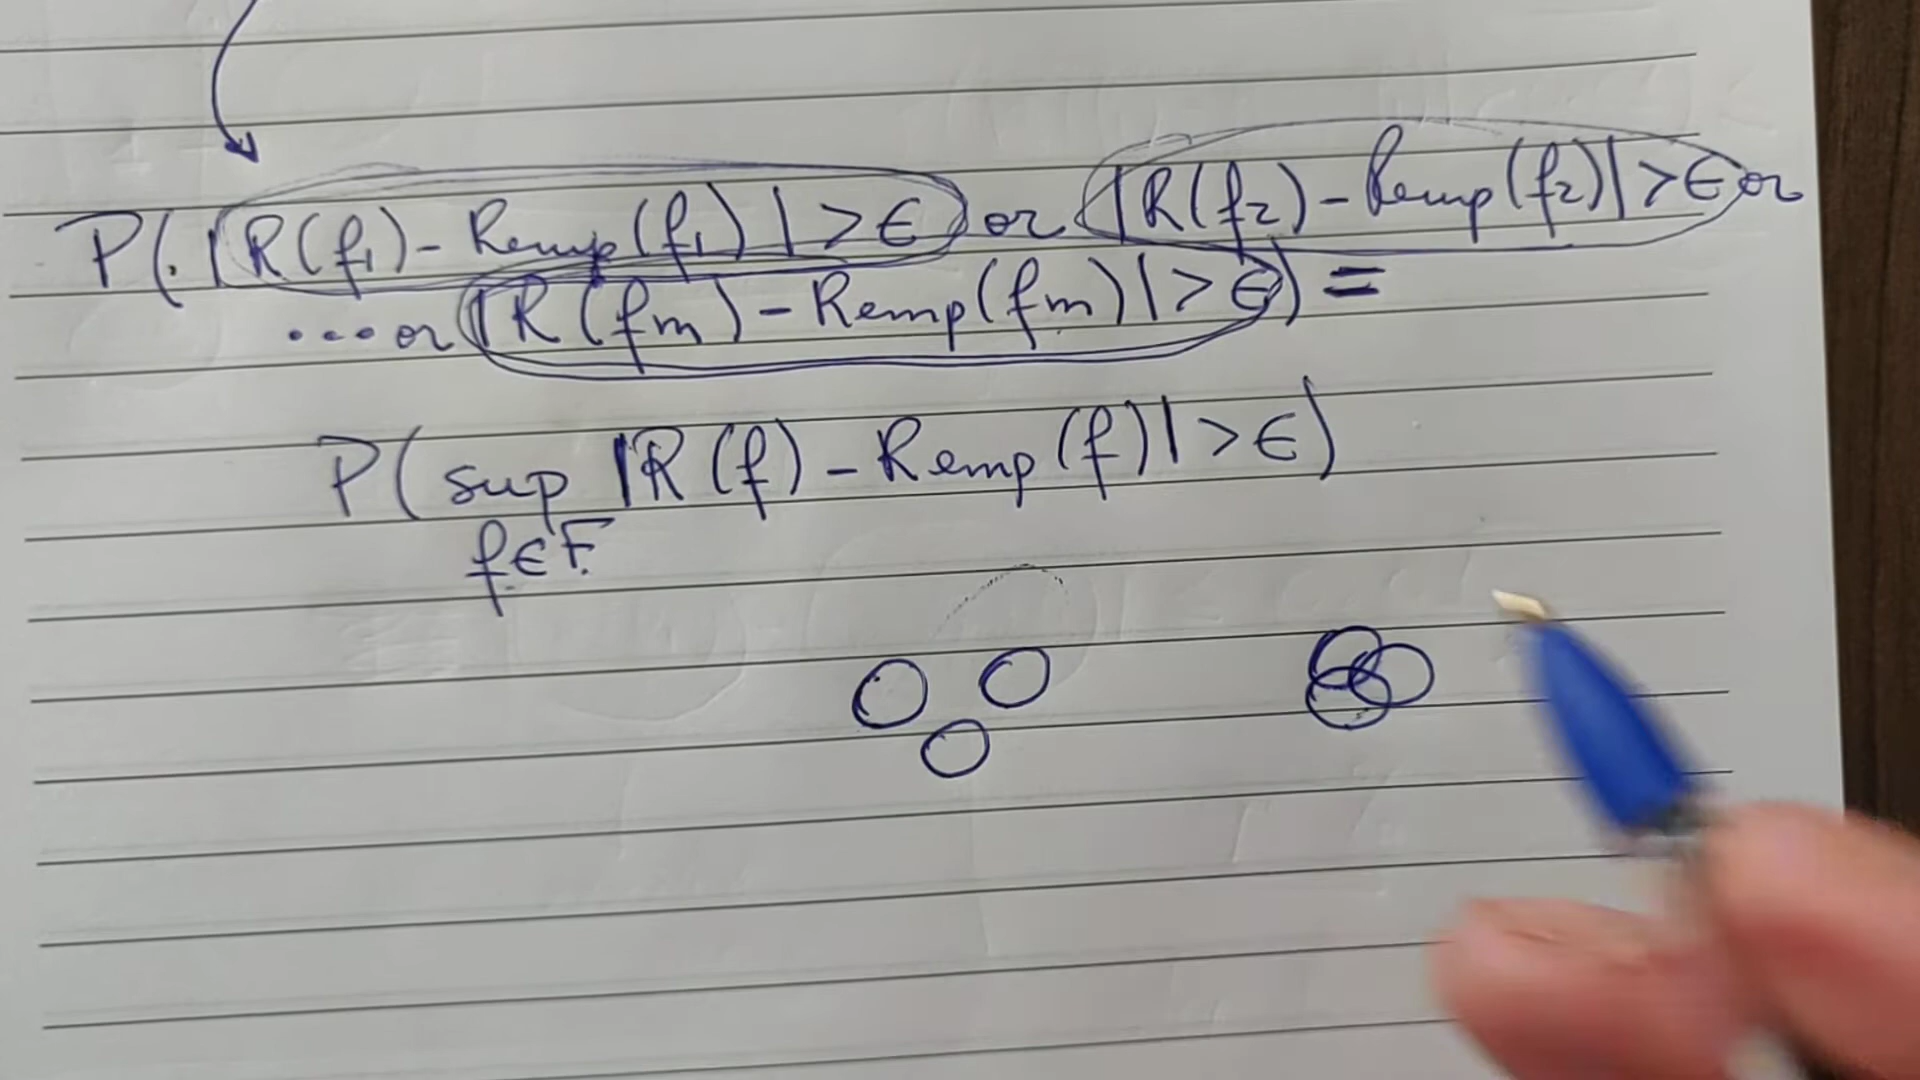 P(|R(f₁)-Remp(f₁)|>ϵ or |R(f₂)-Remp(f₂)|>ϵ or
....or |R(fm)-Remp(fm)|>ϵ) =
P(sup |R(f)-Remp(f)|>ϵ)
f∈F